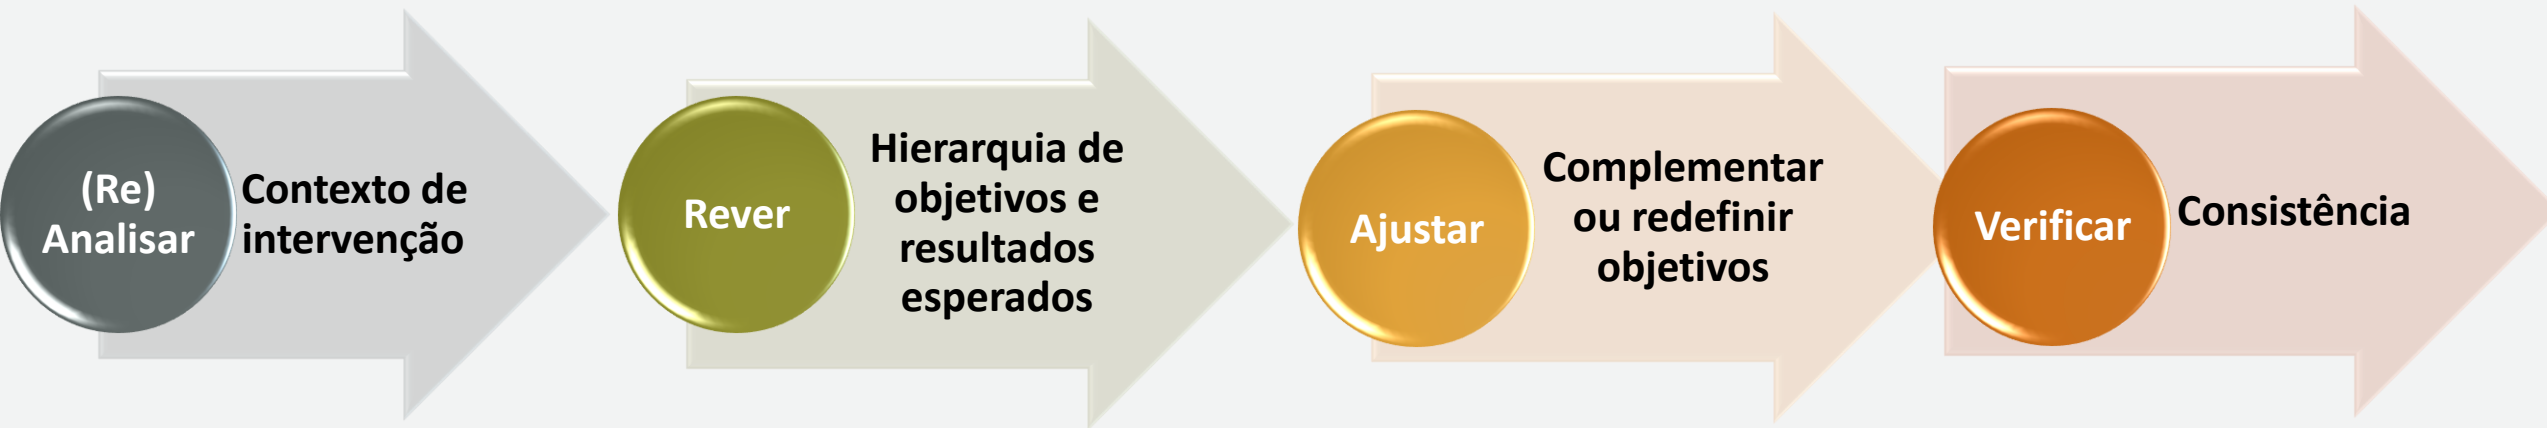 (Re)
Analisar
Contexto de
intervenção
Rever
Hierarquia de
objetivos e
resultados
esperados
Ajustar
Complementar
ou redefinir
objetivos
Verificar
Consistência